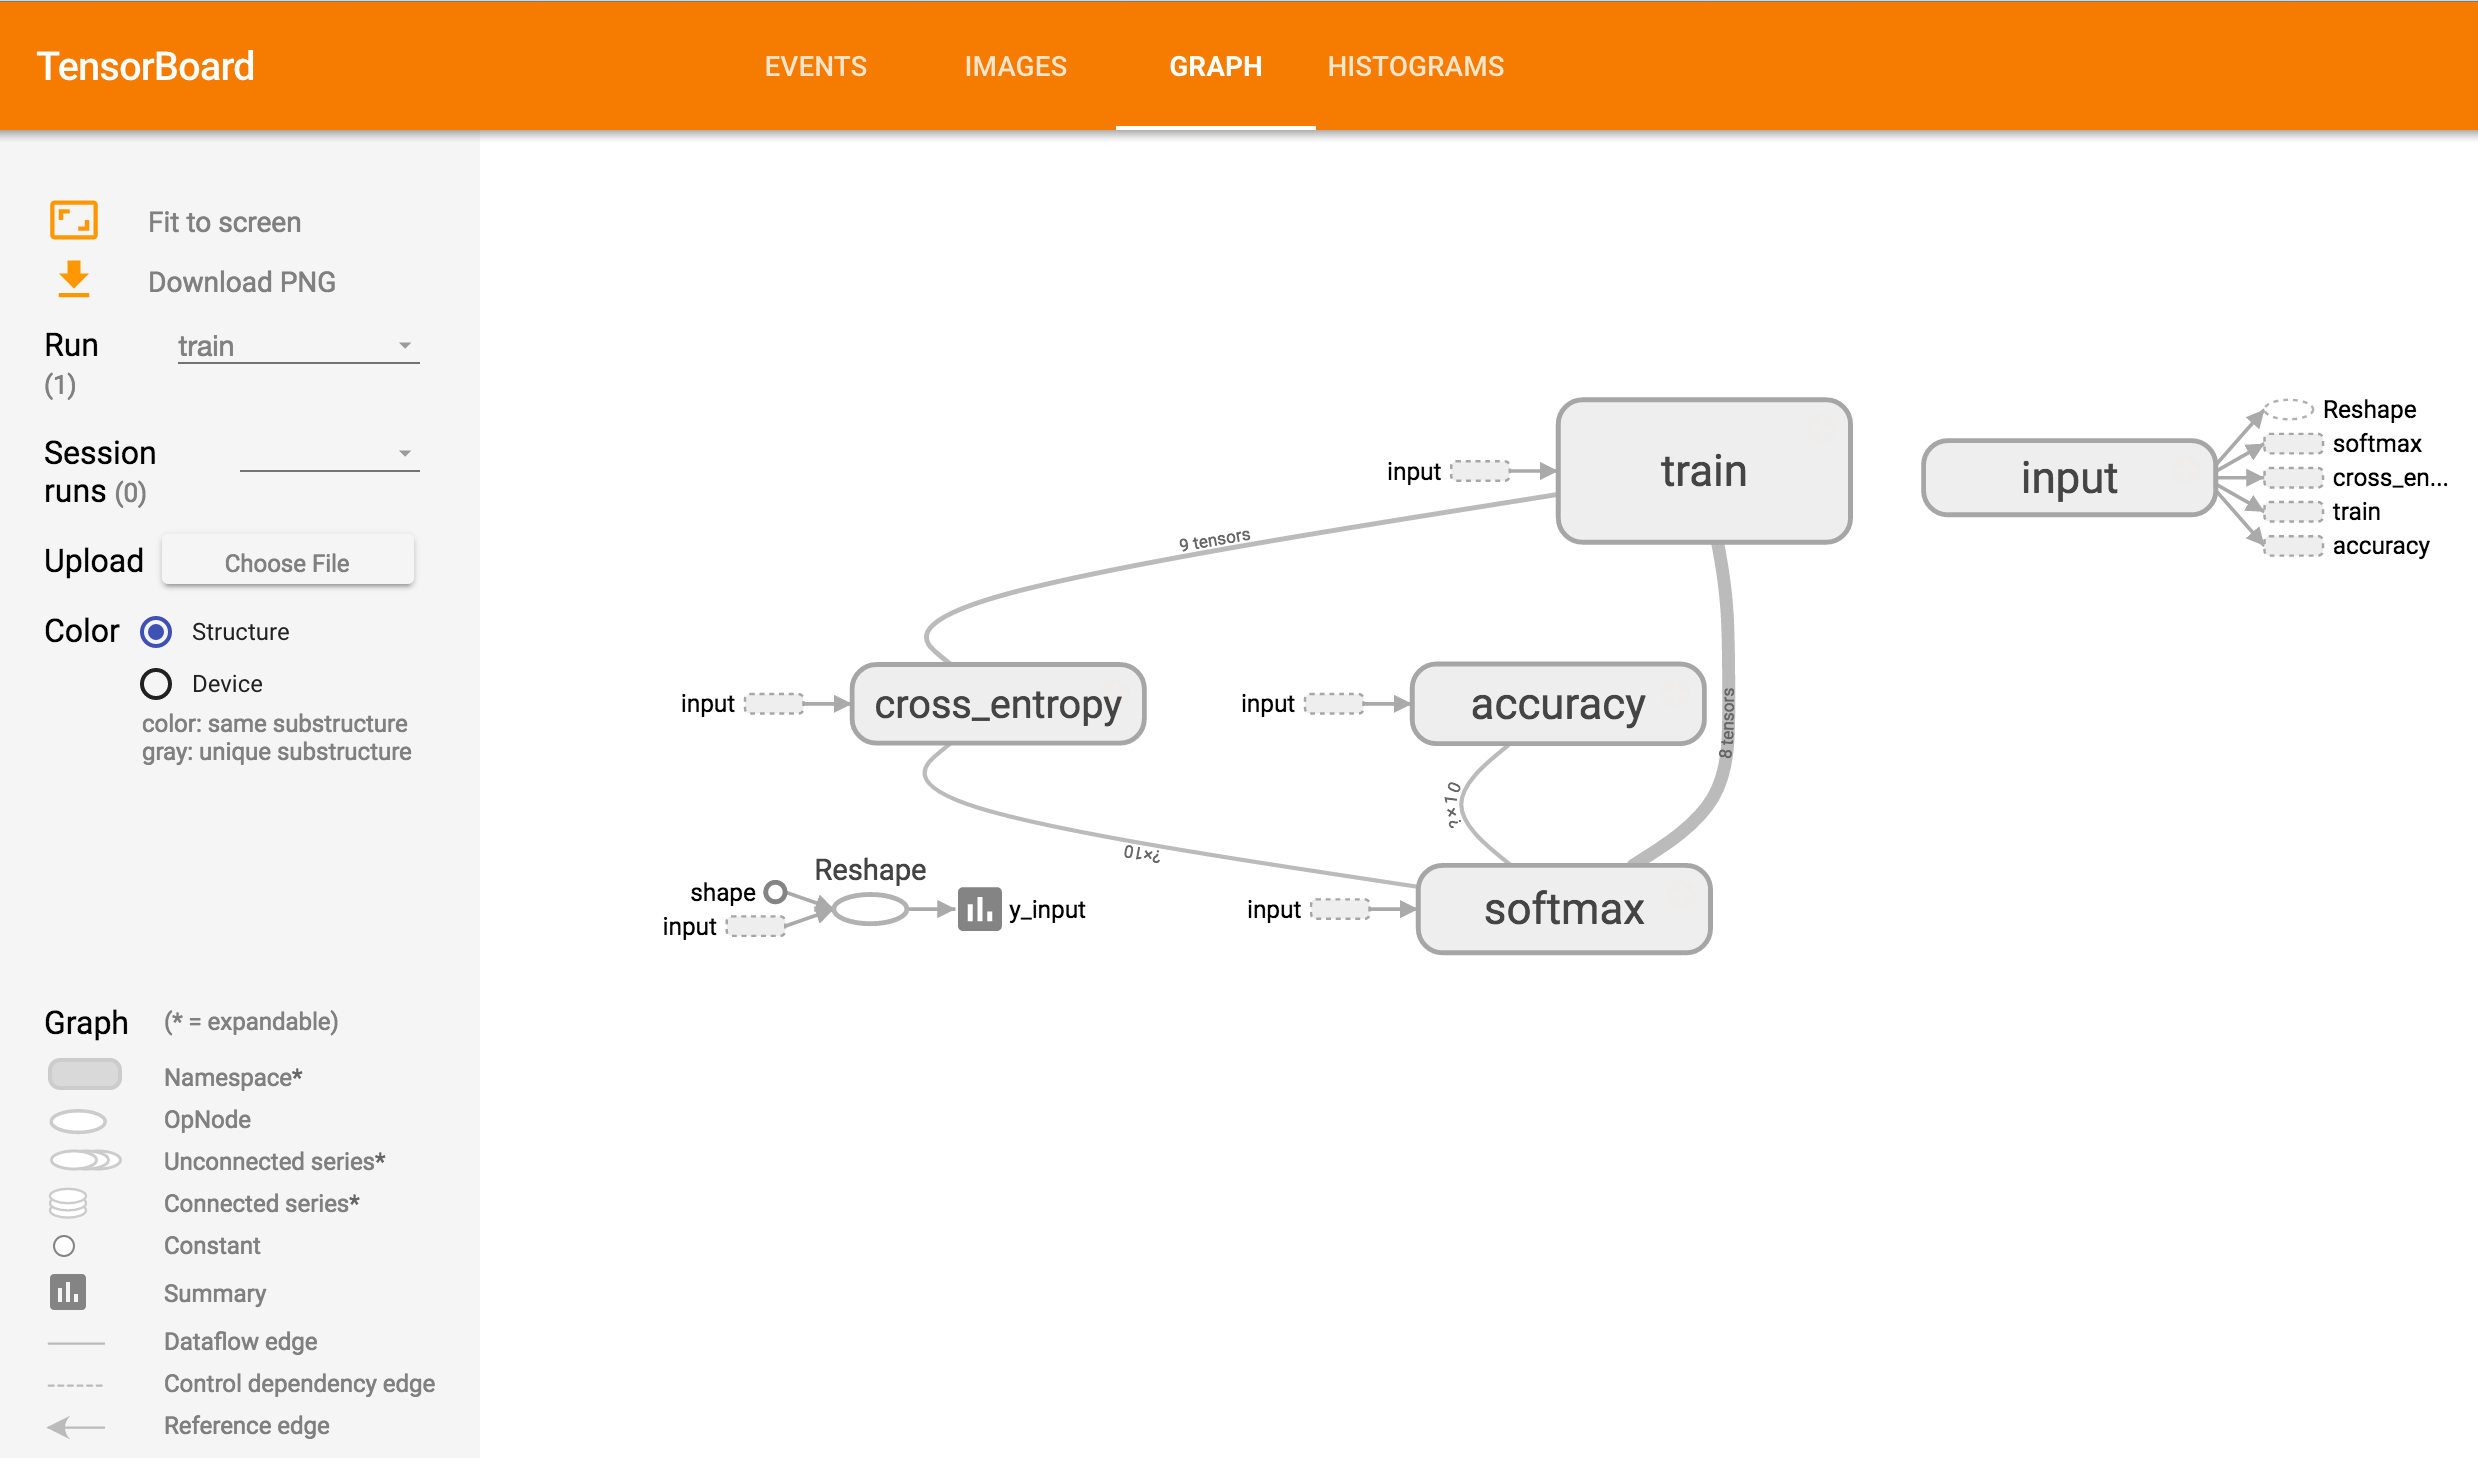 TensorBoard
EVENTS
IMAGES
GRAPH
HISTOGRAMS
Fit to screen
Download PNG
Run
(1)
train
Session
runs (0)
Upload
Choose File
Color
Structure
Device
color: same substructure
gray: unique substructure
Graph
(* = expandable)
Namespace*
OpNode
Unconnected series*
Connected series*
Constant
Summary
Dataflow edge
Control dependency edge
Reference edge
input
train
input
Reshape
softmax
cross_en...
train
accuracy
9 tensors
input
cross_entropy
input
accuracy
8 tensors
?×10
?×10
Reshape
shape
input
y_input
input
softmax